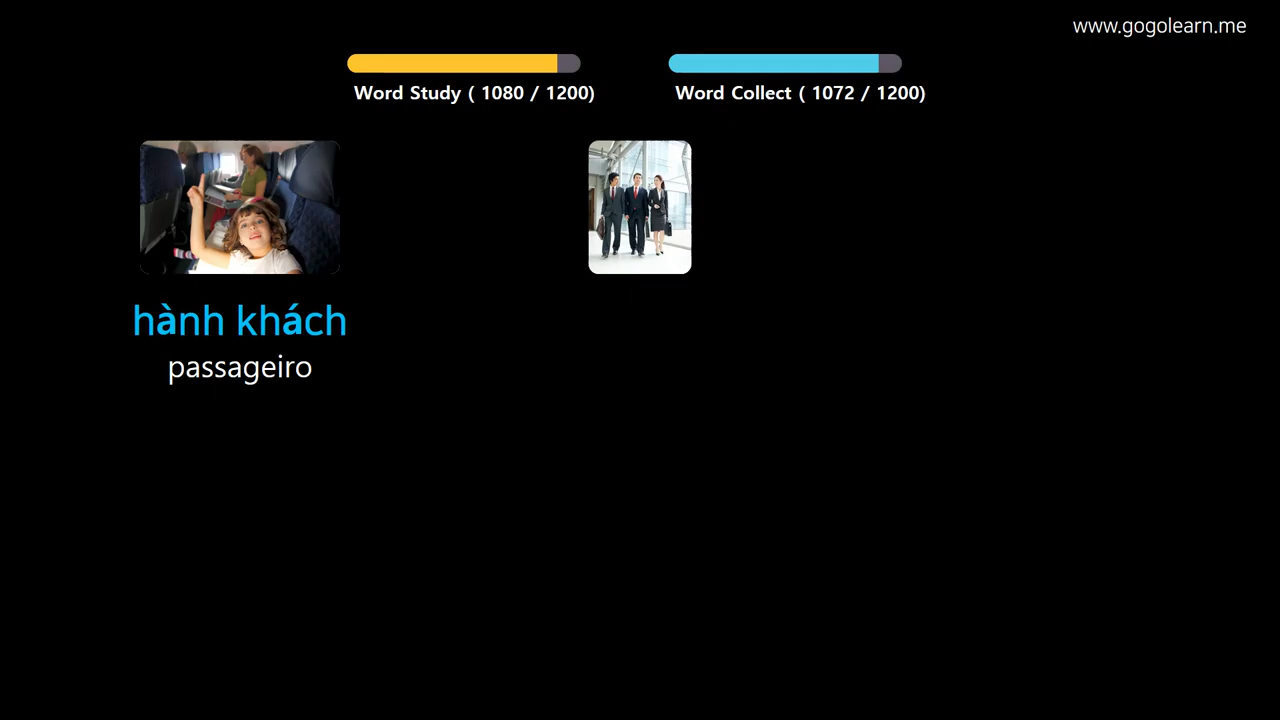 www.gogolearn.me
Word Study ( 1080 / 1200)
Word Collect ( 1072 / 1200)
hành khách
passageiro